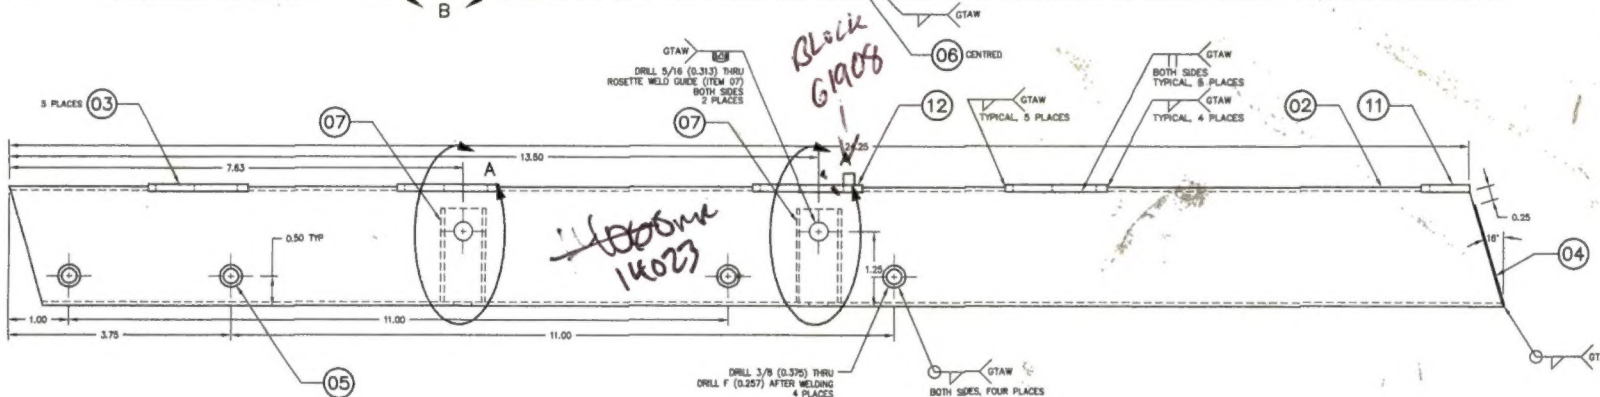 B
GTAW
06 CENTRED
BLOCK
61908
GTAW
DRILL 5/16 (0.313) THRU
ROSETTE WELD GUIDE (ITEM 07)
BOTH SIDES
2 PLACES
GTAW
BOTH SIDES
TYPICAL, 8 PLACES
GTAW
TYPICAL, 5 PLACES
GTAW
TYPICAL, 4 PLACES
5 PLACES 03
07
07
12
02
11
24.25
13.50
7.63
A
A
0.50 TYP
14023
1.25
0.25
16°
04
1.00
11.00
3.75
11.00
05
DRILL 3/8 (0.375) THRU
DRILL F (0.257) AFTER WELDING
4 PLACES
GTAW
BOTH SIDES, FOUR PLACES
GT